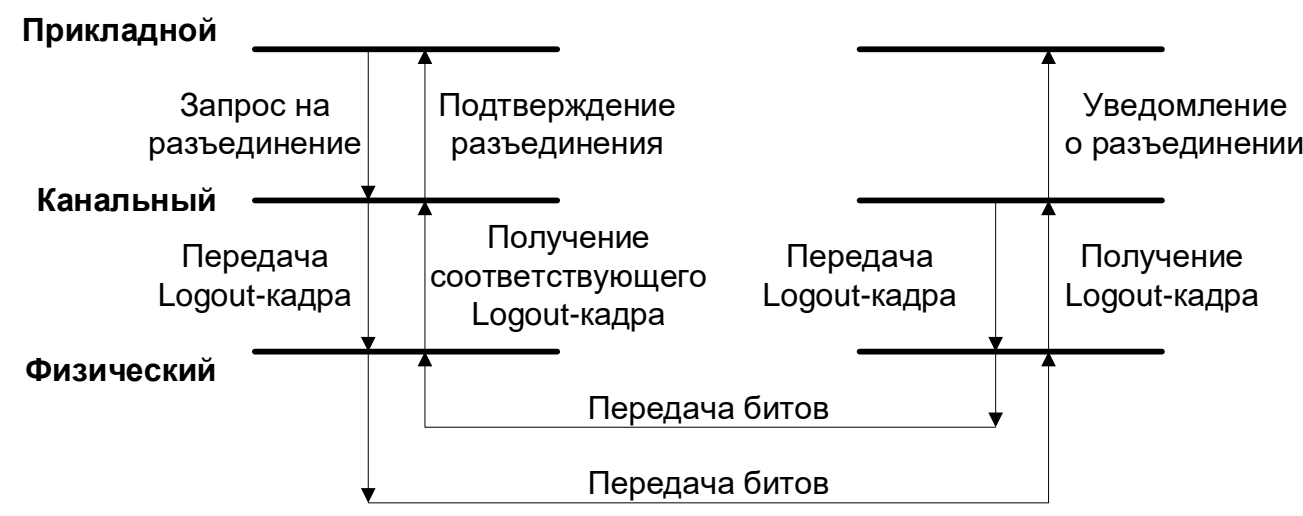 Прикладной
Запрос на
разъединение
Подтверждение
разъединения
Уведомление
о разъединении
Канальный
Передача
Logout-кадра
Получение
соответствующего
Logout-кадра
Передача
Logout-кадра
Получение
Logout-кадра
Физический
Передача битов
Передача битов